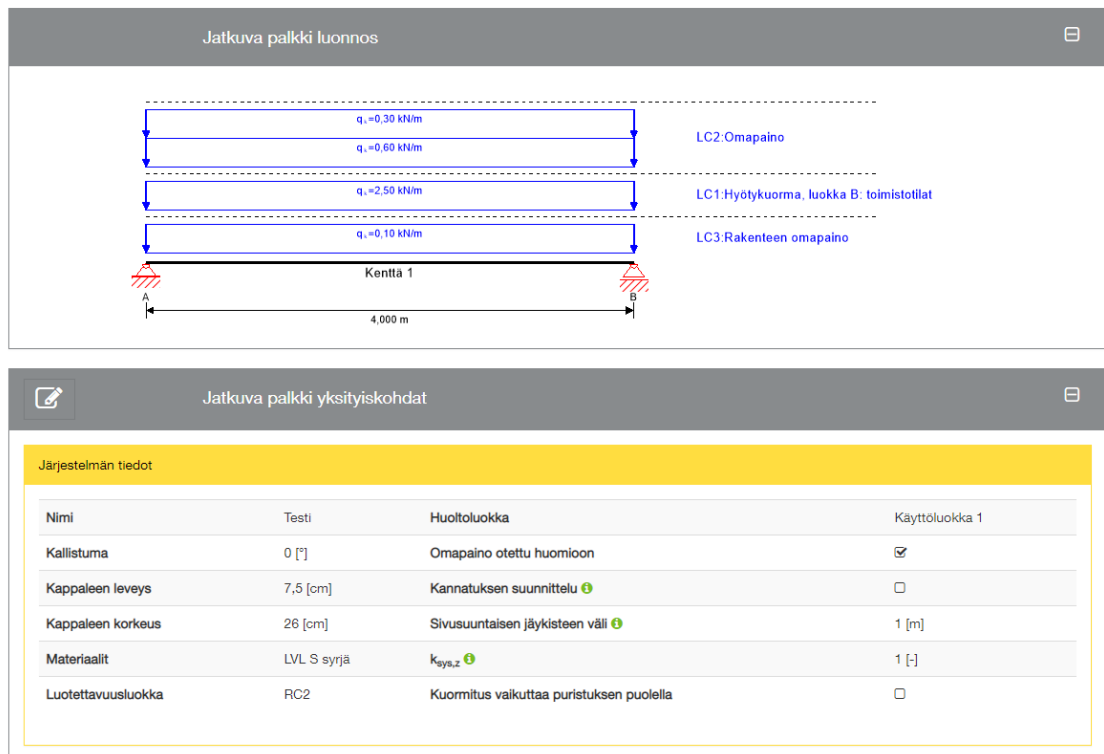 Jatkuva palkki luonnos
qₖ=0,30 kN/m
qₖ=0,60 kN/m
LC2:Omapaino
qₖ=2,50 kN/m
LC1:Hyötykuorma, luokka B: toimistotilat
qₖ=0,10 kN/m
LC3:Rakenteen omapaino
Kenttä 1
A B
4,000 m
Jatkuva palkki yksityiskohdat
Järjestelmän tiedot
Nimi Testi Huoltoluokka Käyttöluokka 1
Kallistuma 0 [°] Omapaino otettu huomioon
Kappaleen leveys 7,5 [cm] Kannatuksen suunnittelu
Kappaleen korkeus 26 [cm] Sivusuuntaisen jäykisteen väli 1 [m]
Materiaalit LVL S syrjä ksys,z 1 [-]
Luotettavuusluokka RC2 Kuormitus vaikuttaa puristuksen puolella